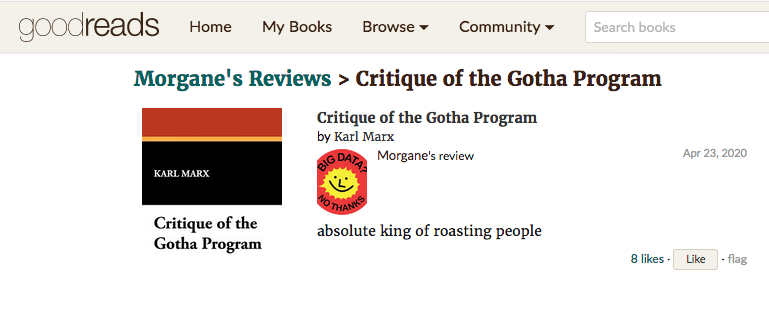 goodreads Home My Books Browse Community Search books
Morgane's Reviews > Critique of the Gotha Program
KARL MARX
Critique of the
Gotha Program
Critique of the Gotha Program
by Karl Marx
BIG DATA?
NO THANKS
Morgane's review
Apr 23, 2020
absolute king of roasting people
8 likes · Like · flag